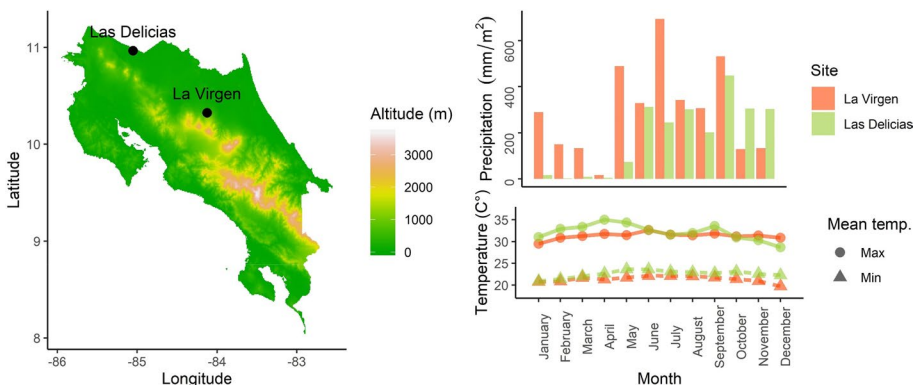 Las Delicias
La Virgen
11
10
9
8
Latitude
-86
-85
-84
-83
Longitude
Altitude (m)
3000
2000
1000
0
Precipitation (mm/m²)
600
400
200
0
Site
La Virgen
Las Delicias
Temperature (C°)
35
30
25
20
Mean temp.
Max
Min
January
February
March
April
May
June
July
August
September
October
November
December
Month